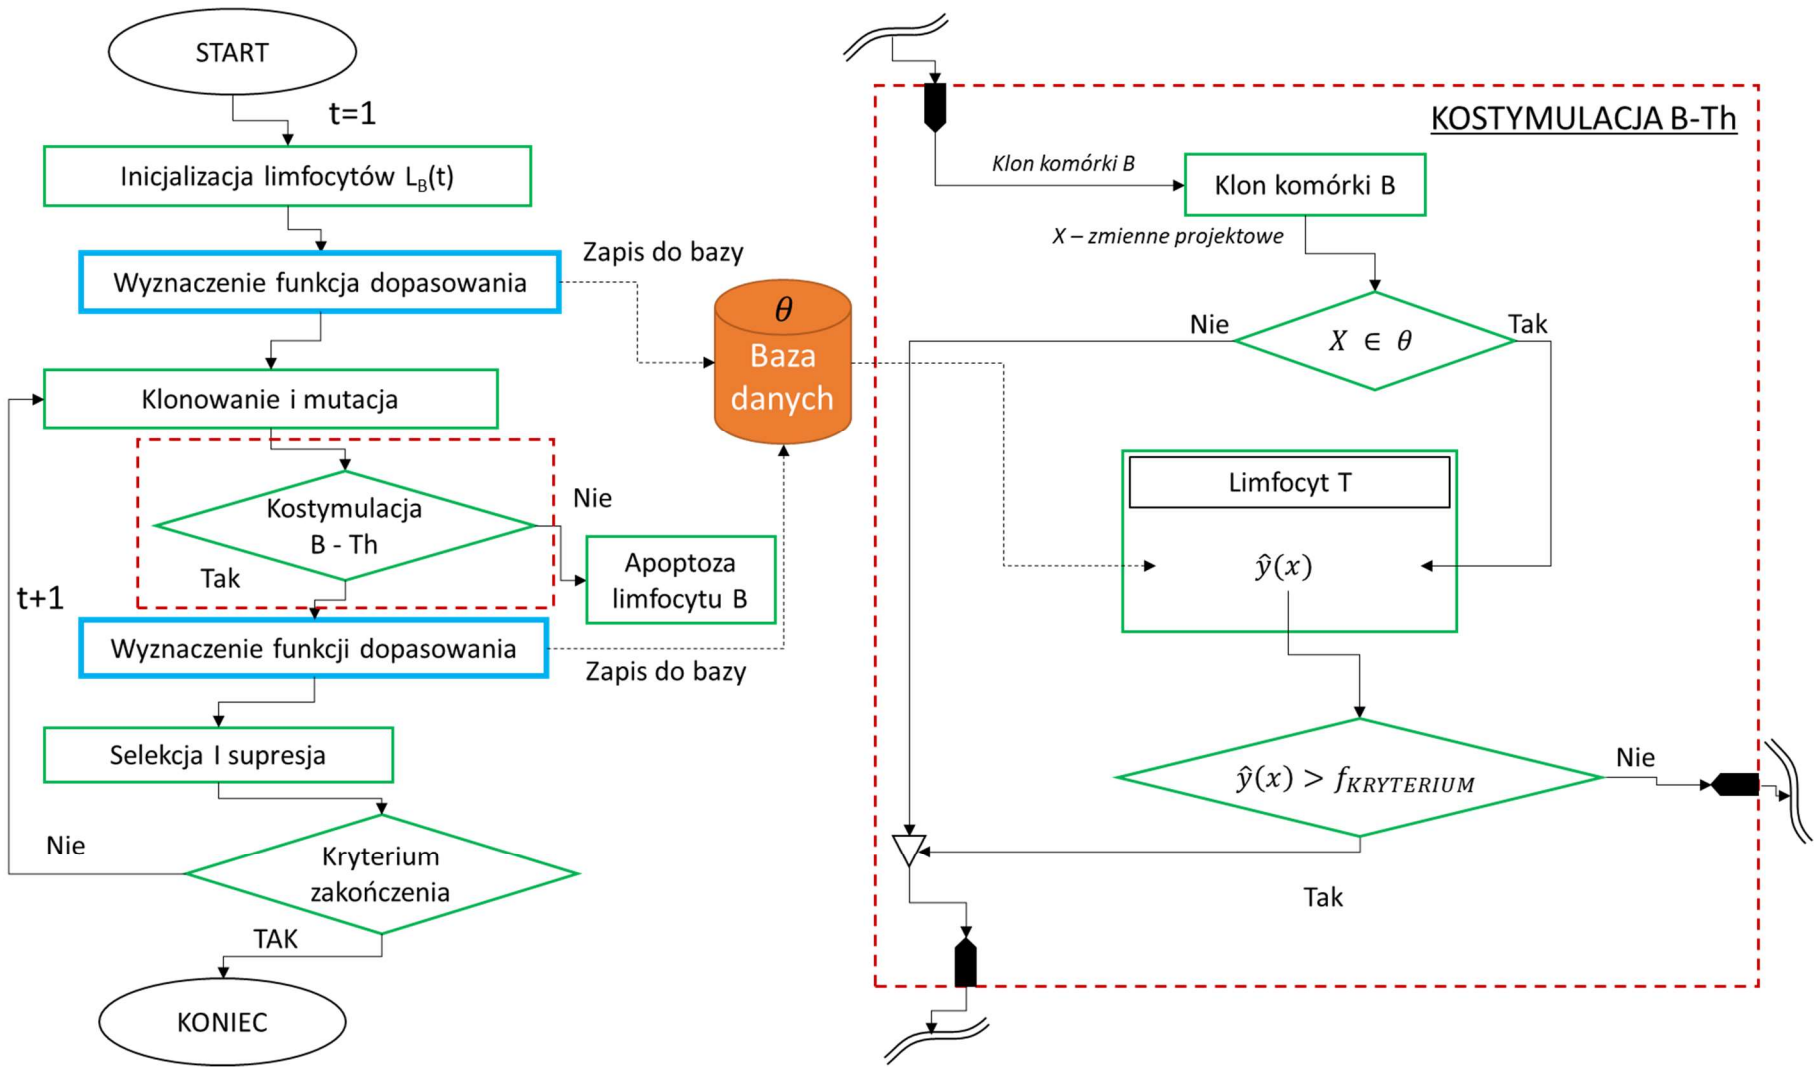 START
t=1
Inicjalizacja limfocytów L_B(t)
Wyznaczenie funkcja dopasowania
Zapis do bazy
θ
Baza
danych
Klonowanie i mutacja
Kostymulacja
B - Th
Nie
Tak
Apoptoza
limfocytu B
t+1
Wyznaczenie funkcji dopasowania
Zapis do bazy
Selekcja I supresja
Nie
Kryterium
zakończenia
TAK
KONIEC
KOSTYMULACJA B-Th
Klon komórki B
Klon komórki B
X – zmienne projektowe
Nie
X ∈ θ
Tak
Limfocyt T
ŷ(x)
ŷ(x) > f_KRYTERIUM
Nie
Tak